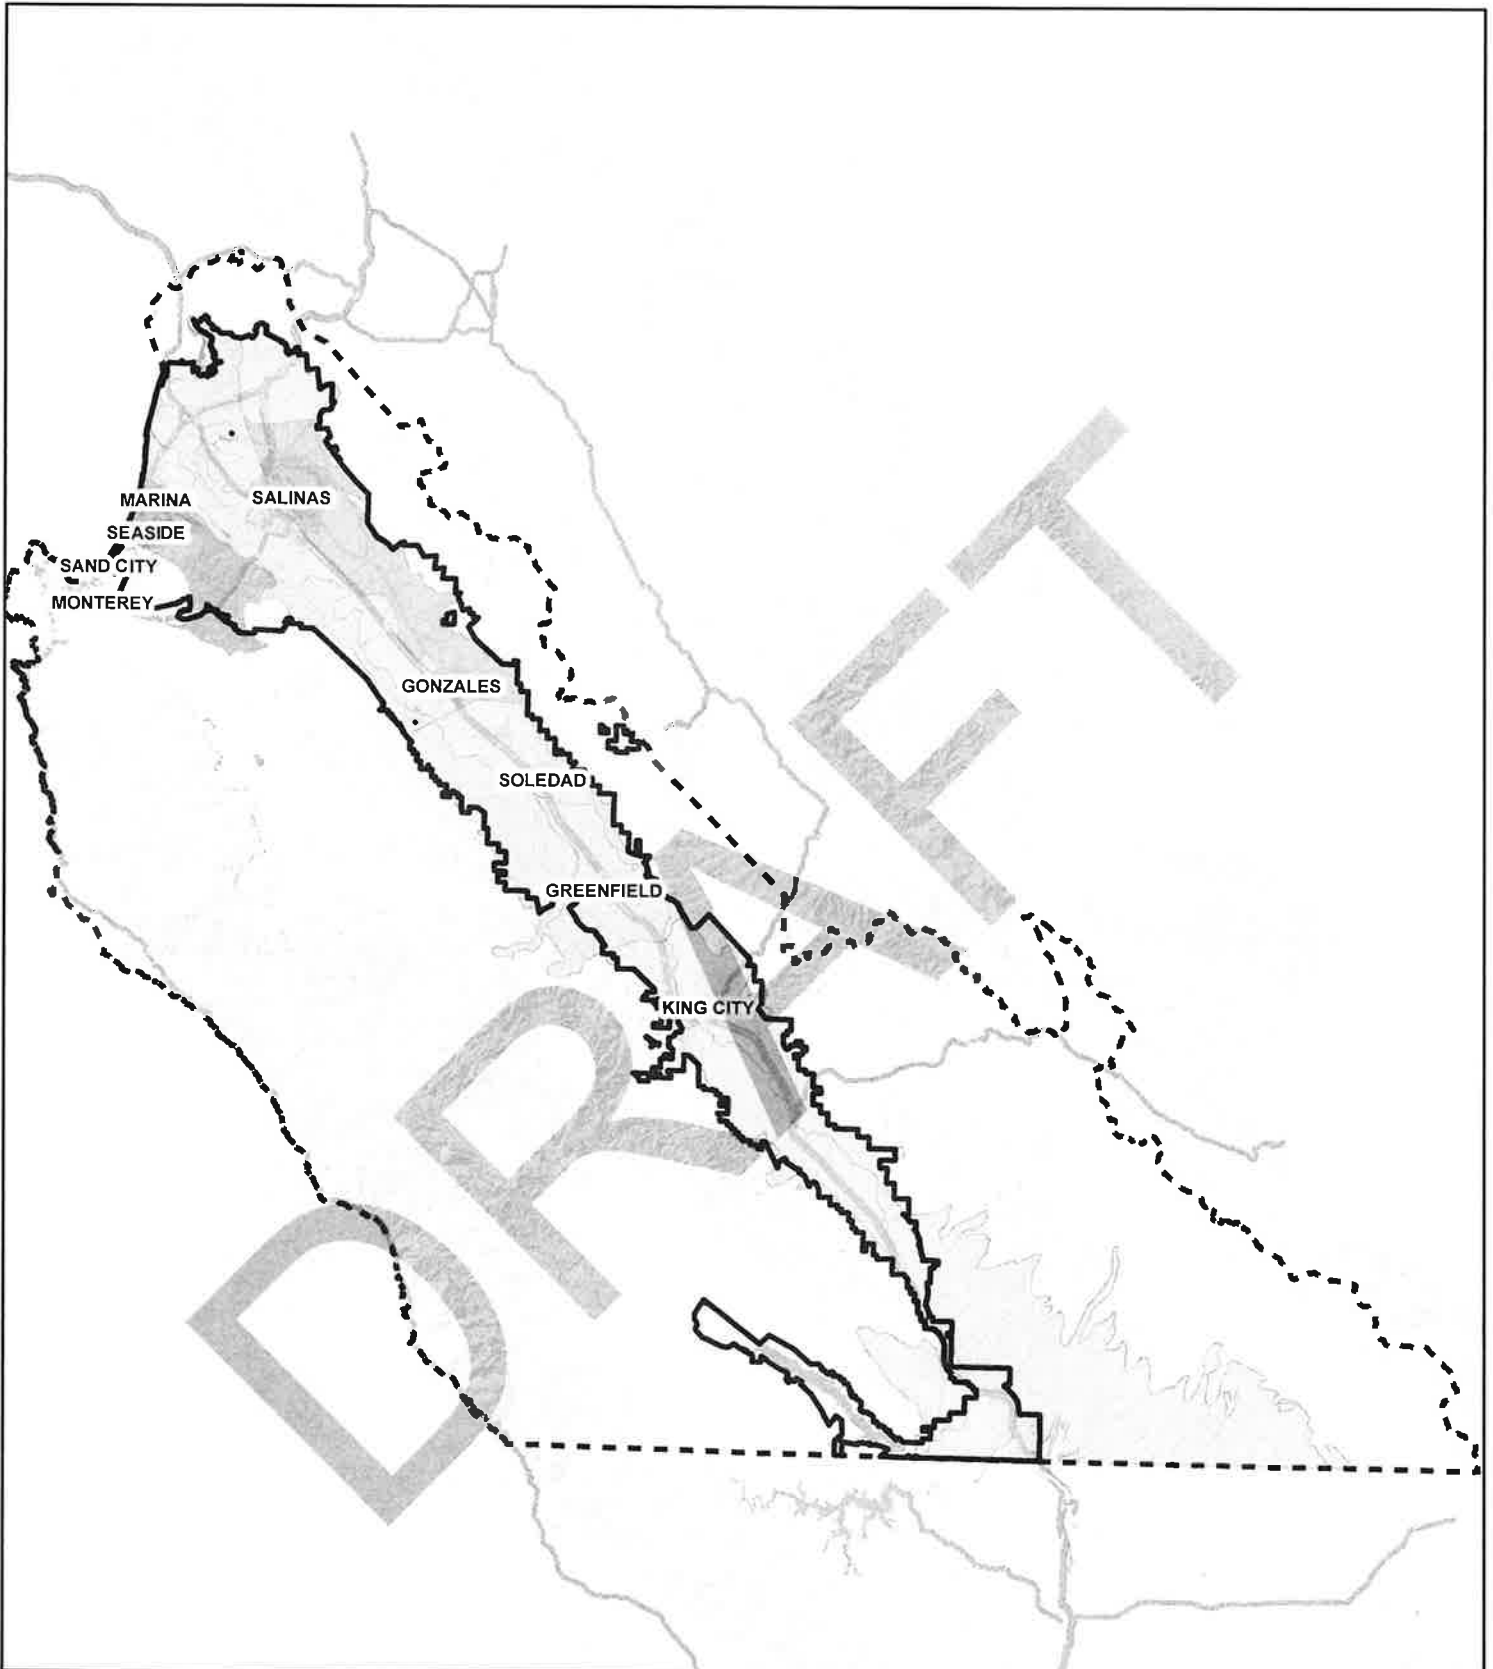 MARINA
SALINAS
SEASIDE
SAND CITY
MONTEREY
GONZALES
SOLEDAD
GREENFIELD
KING CITY
DRAFT